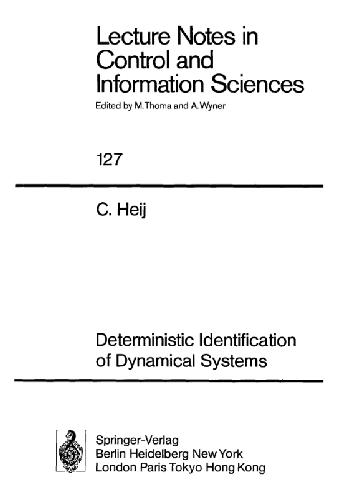 Lecture Notes in
Control and
Information Sciences
Edited by M.Thoma and A.Wyner
127
C. Heij
Deterministic Identification
of Dynamical Systems
Springer-Verlag
Berlin Heidelberg New York
London Paris Tokyo Hong Kong